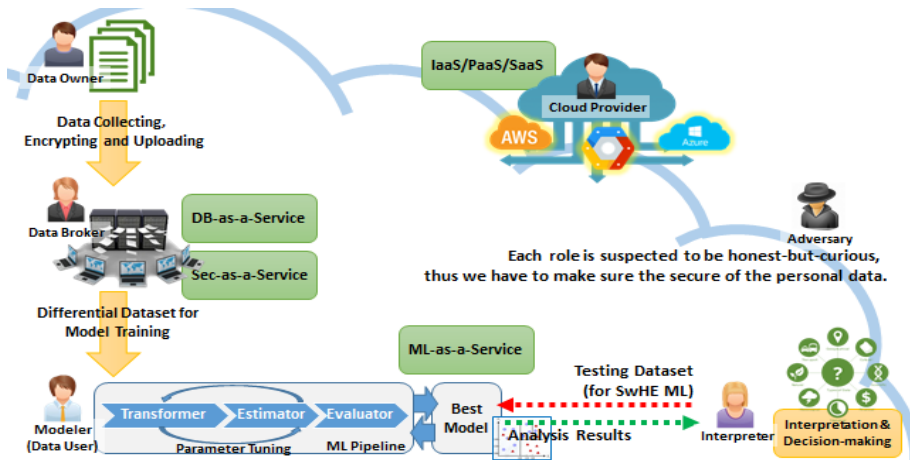 Data Owner
IaaS/PaaS/SaaS
Cloud Provider
AWS
Azure
Data Collecting,
Encrypting and Uploading
Data Broker
DB-as-a-Service
Sec-as-a-Service
Adversary
Each role is suspected to be honest-but-curious,
thus we have to make sure the secure of the personal data.
Differential Dataset for
Model Training
ML-as-a-Service
Modeler
(Data User)
Transformer
Estimator
Evaluator
Parameter Tuning
ML Pipeline
Best
Model
Testing Dataset
(for SwHE ML)
Analysis Results
Interpreter
?
$
Interpretation &
Decision-making